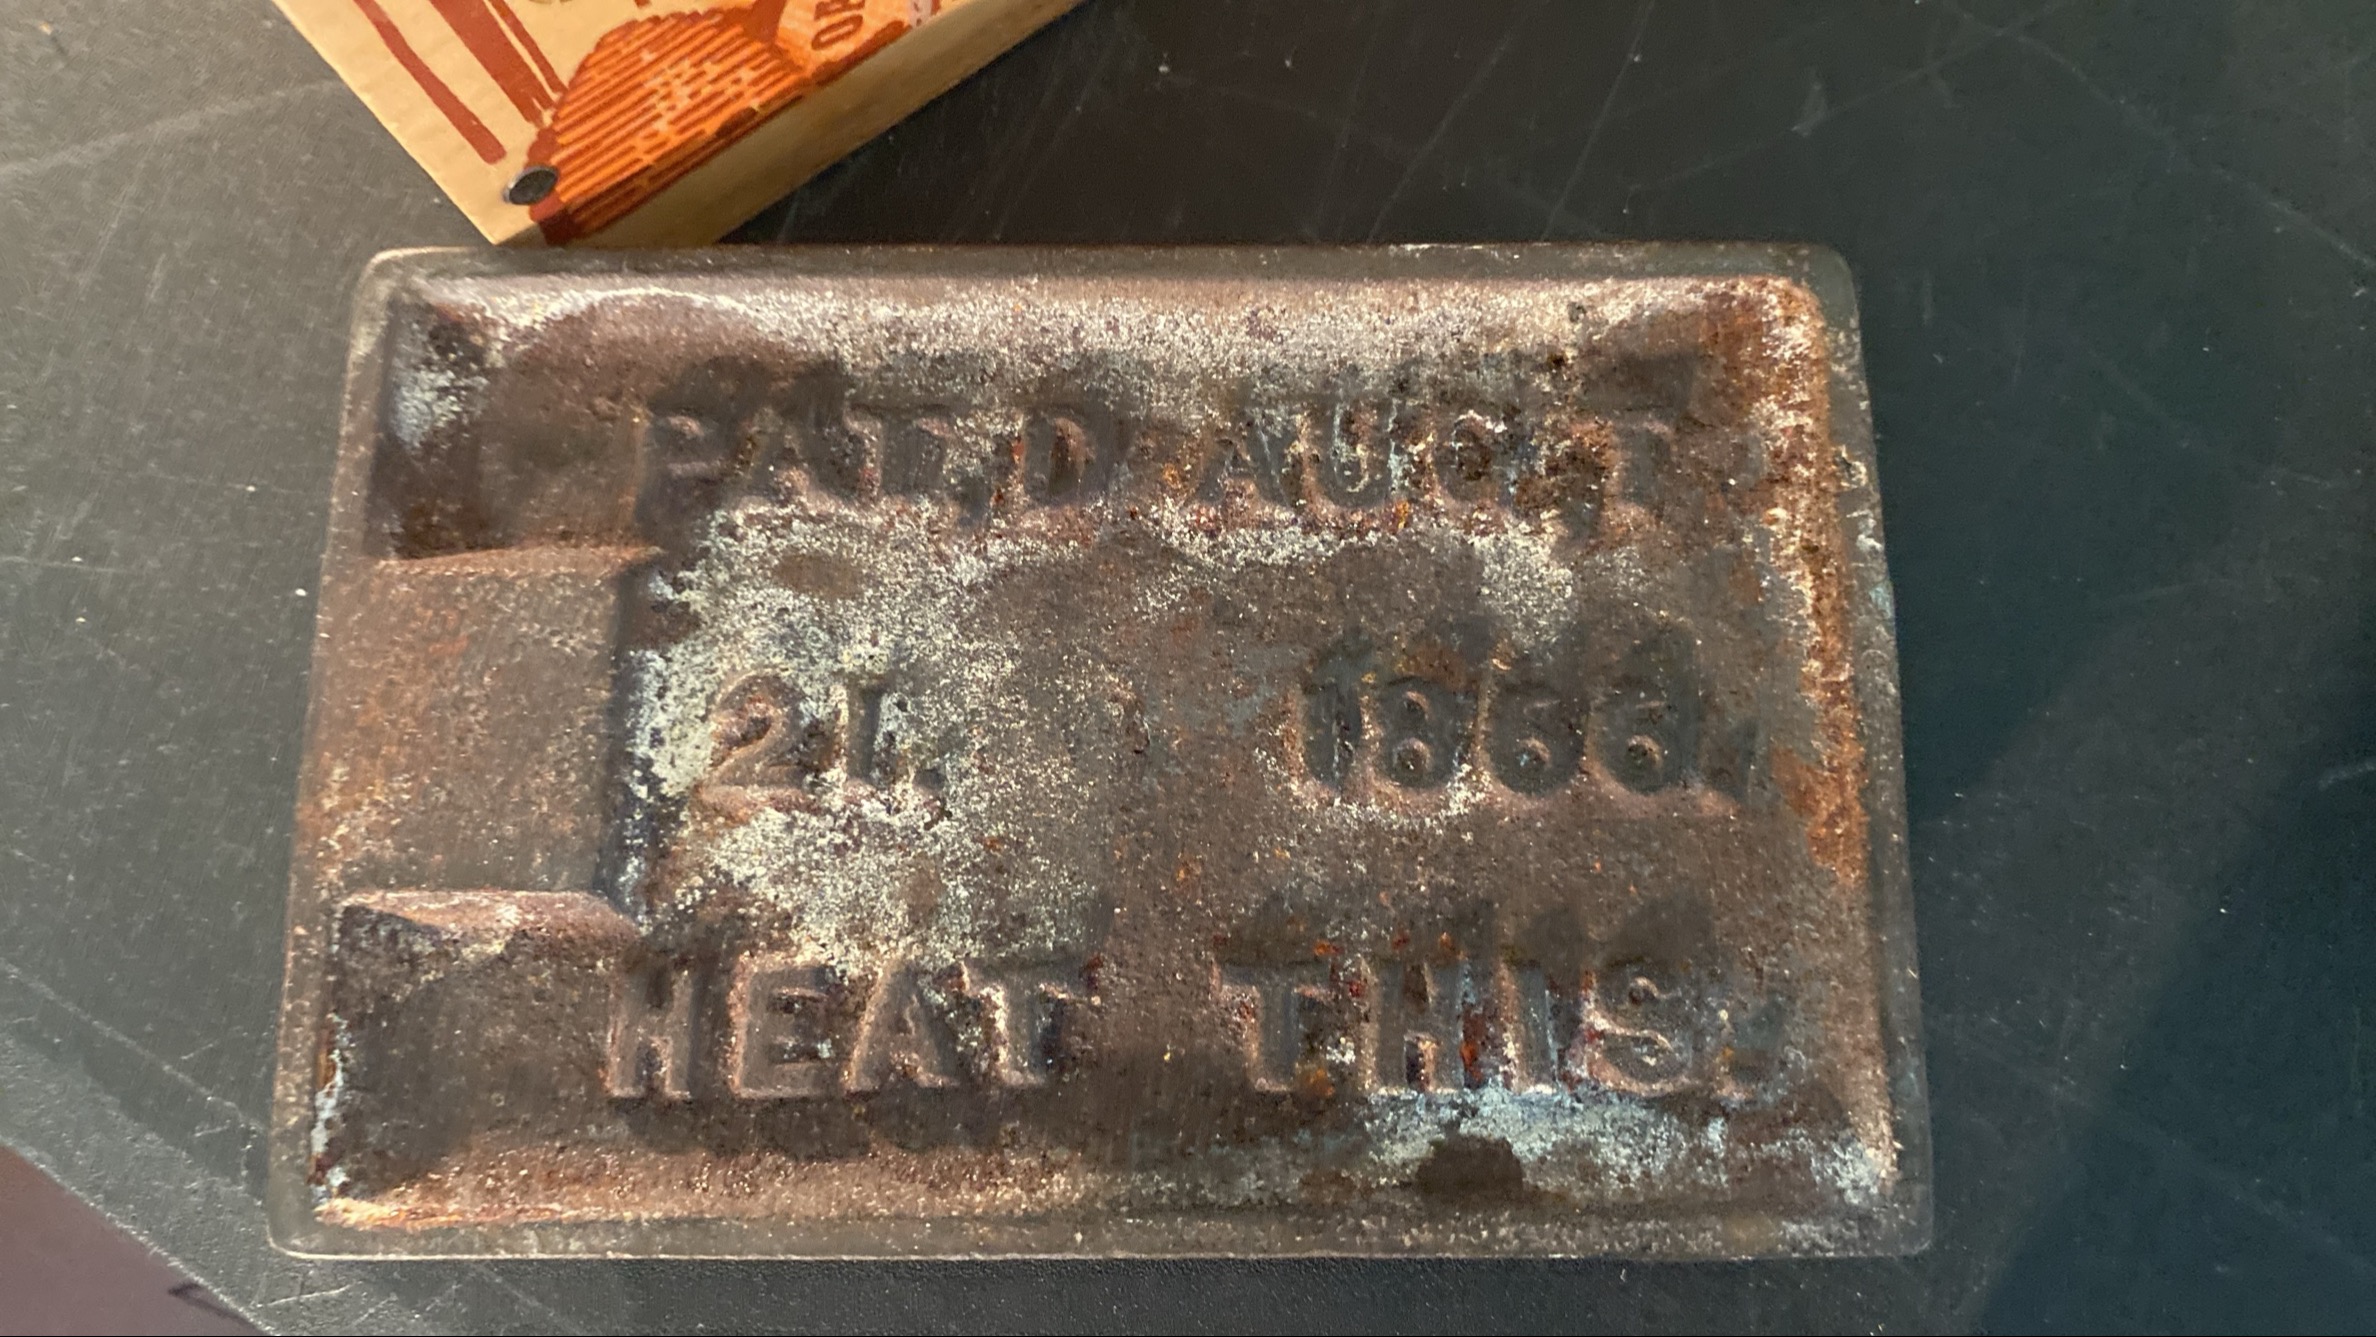 PAT,D AUG,T
21. 1866,
HEAT THIS,